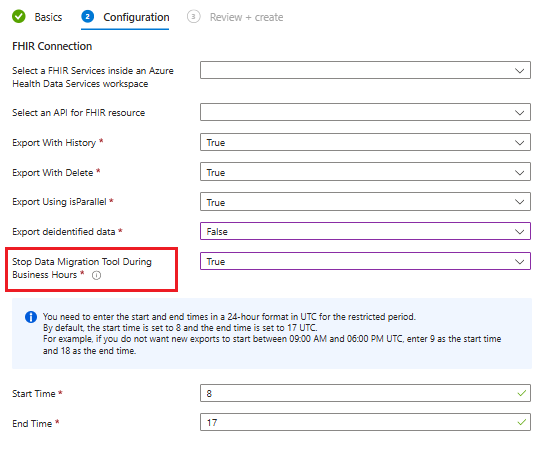 Basics 2 Configuration 3 Review + create
FHIR Connection
Select a FHIR Services inside an Azure
Health Data Services workspace
Select an API for FHIR resource
Export With History * True
Export With Delete * True
Export Using isParallel * True
Export deidentified data * False
Stop Data Migration Tool During
Business Hours * True
You need to enter the start and end times in a 24-hour format in UTC for the restricted period.
By default, the start time is set to 8 and the end time is set to 17 UTC.
For example, if you do not want new exports to start between 09:00 AM and 06:00 PM UTC, enter 9 as the start time
and 18 as the end time.
Start Time * 8
End Time * 17